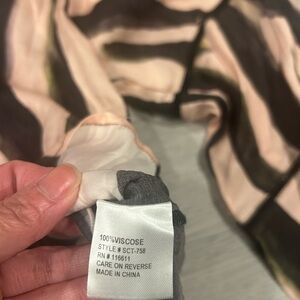 100%VISCOSE
STYLE # SCT-758
RN # 116611
CARE ON REVERSE
MADE IN CHINA